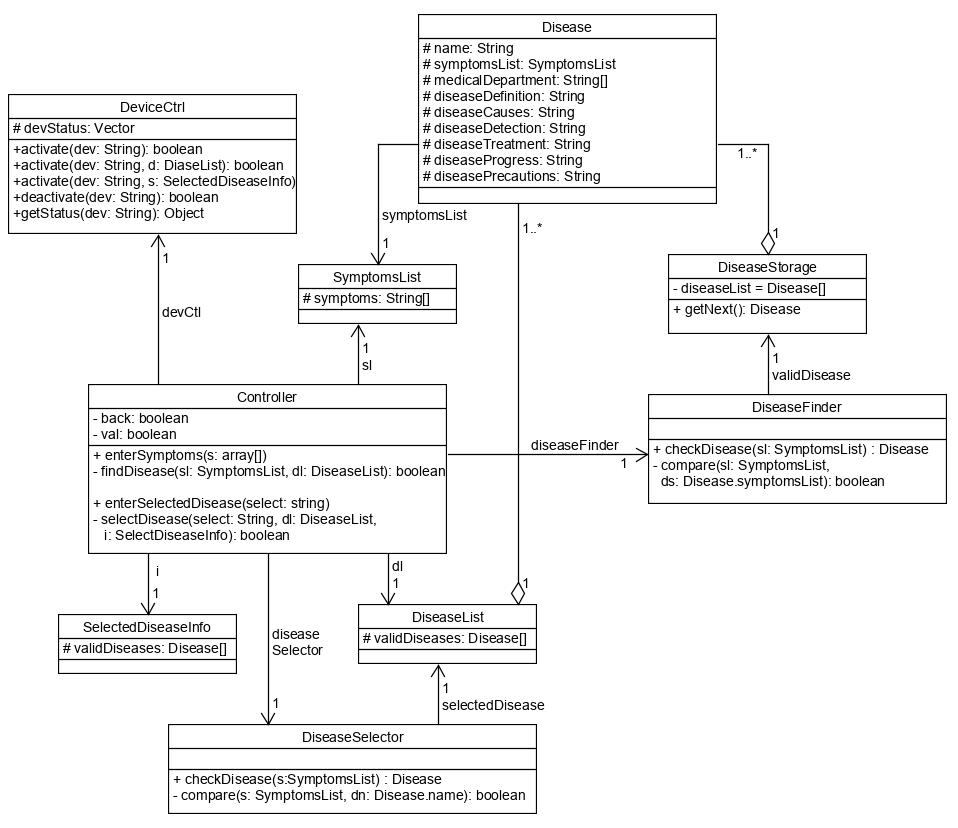 Disease
# name: String
# symptomsList: SymptomsList
# medicalDepartment: String[]
# diseaseDefinition: String
# diseaseCauses: String
# diseaseDetection: String
# diseaseTreatment: String
# diseaseProgress: String
# diseasePrecautions: String
DeviceCtrl
# devStatus: Vector
+activate(dev: String): boolean
+activate(dev: String, d: DiaseList): boolean
+activate(dev: String, s: SelectedDiseaseInfo)
+deactivate(dev: String): boolean
+getStatus(dev: String): Object
1..*
symptomsList
1
1..*
1
1
SymptomsList
# symptoms: String[]
DiseaseStorage
- diseaseList = Disease[]
+ getNext(): Disease
devCtl
1
sl
1
validDisease
Controller
- back: boolean
- val: boolean
+ enterSymptoms(s: array[])
- findDisease(sl: SymptomsList, dl: DiseaseList): boolean
+ enterSelectedDisease(select: string)
- selectDisease(select: String, dl: DiseaseList,
i: SelectDiseaseInfo): boolean
diseaseFinder
1
DiseaseFinder
+ checkDisease(sl: SymptomsList) : Disease
- compare(sl: SymptomsList,
ds: Disease.symptomsList): boolean
i
1
dl
1
1
SelectedDiseaseInfo
# validDiseases: Disease[]
disease
Selector
1
DiseaseList
# validDiseases: Disease[]
1
selectedDisease
DiseaseSelector
+ checkDisease(s:SymptomsList) : Disease
- compare(s: SymptomsList, dn: Disease.name): boolean